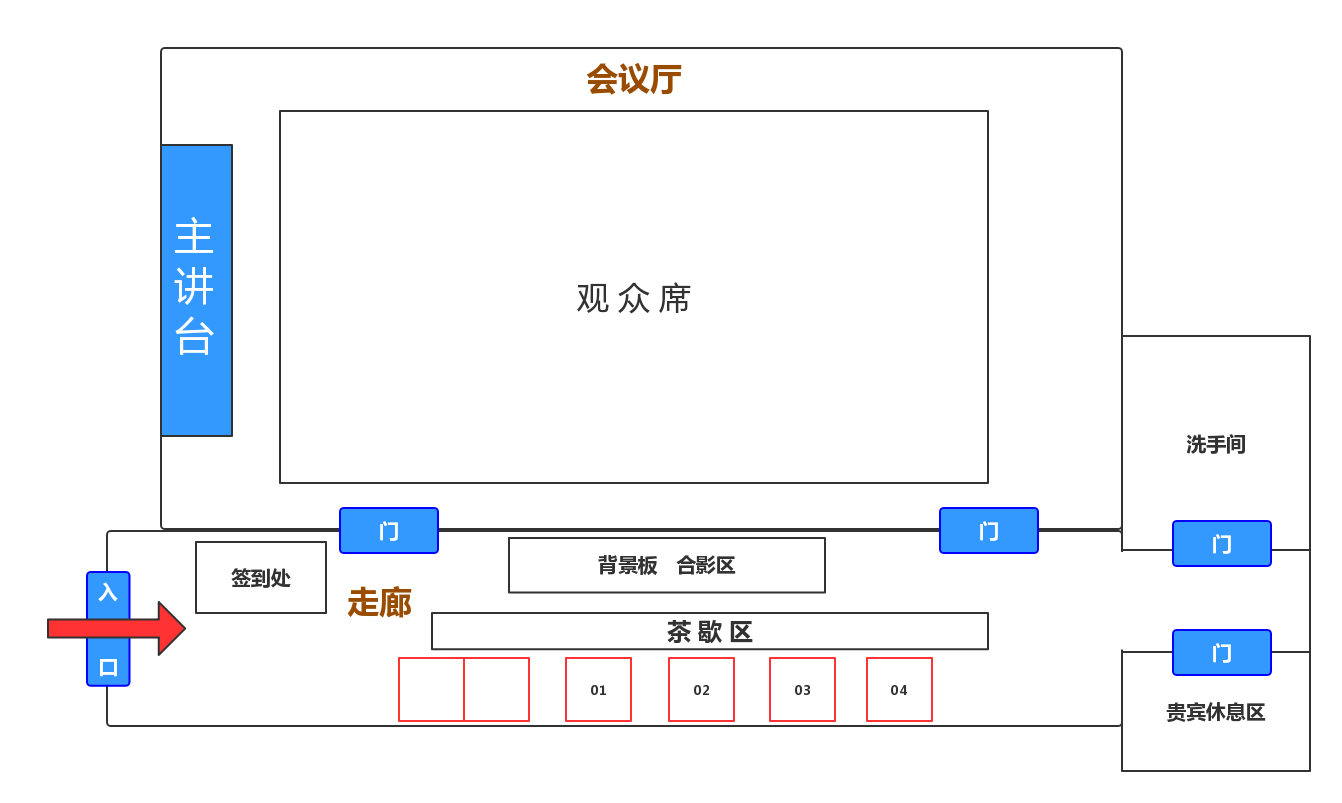 会议厅
主讲台
观众席
洗手间
门
门
门
签到处
背景板 合影区
入口
走廊
茶歇区
门
01
02
03
04
贵宾休息区